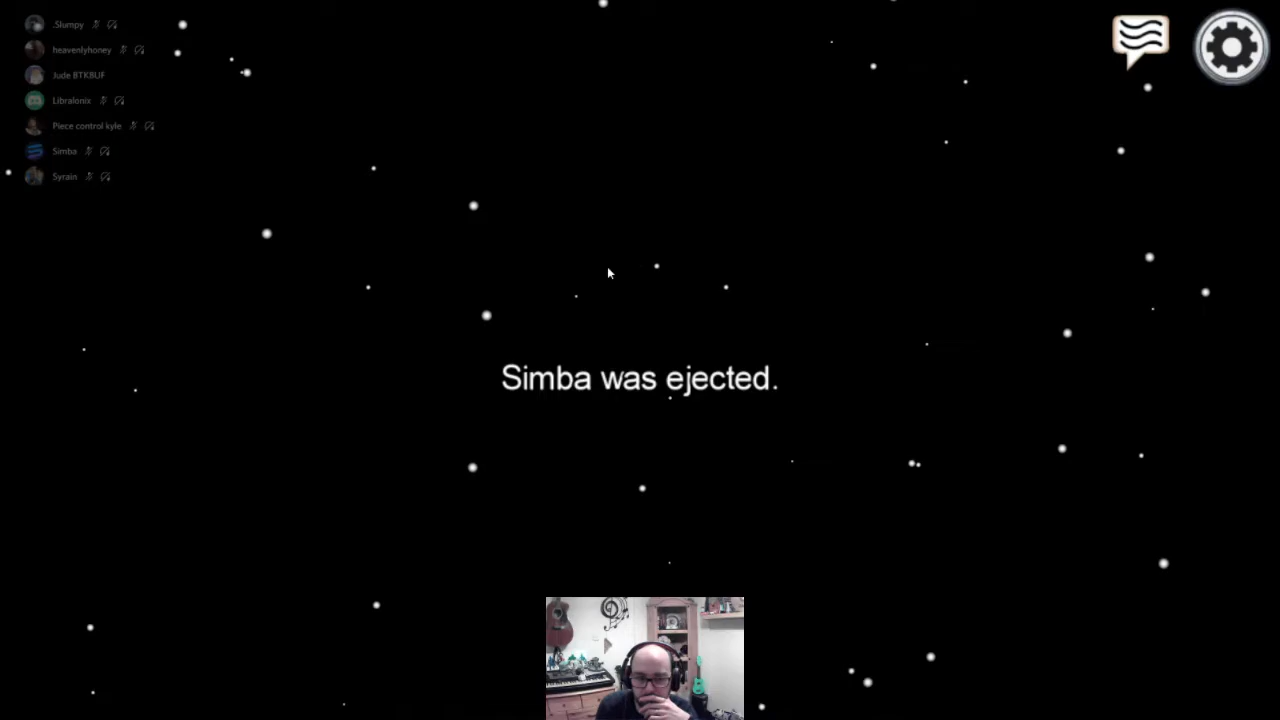 .Slumpy
heavenlyhoney
Jude BTK8UF
Libralonix
Piece control kyle
Simba
Syrain
Simba was ejected.